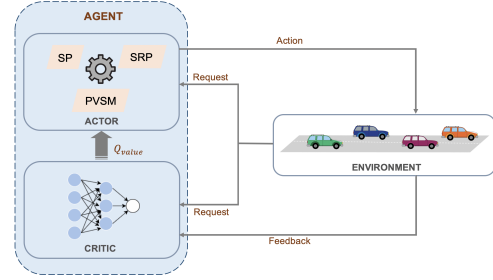 AGENT
SP
SRP
PVSM
ACTOR
Action
Request
Q_value
ENVIRONMENT
Request
CRITIC
Feedback